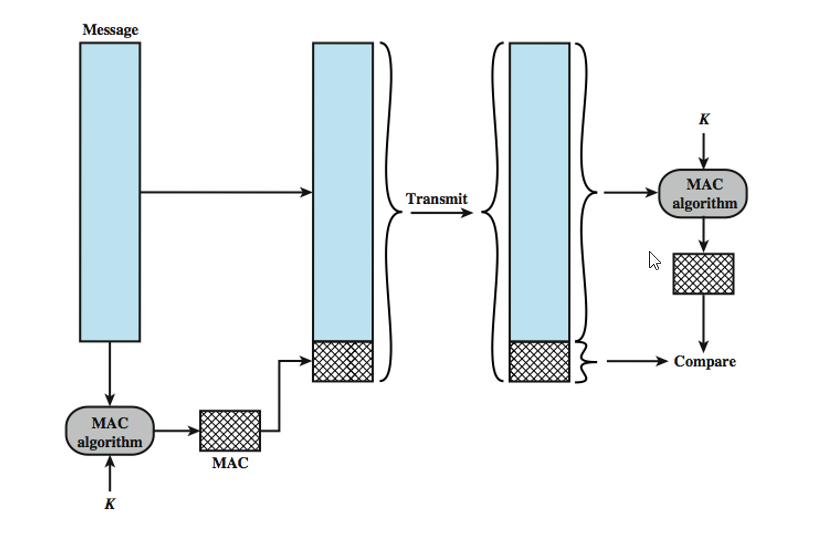 Message
K
Transmit
MAC
algorithm
Compare
MAC
algorithm
MAC
K